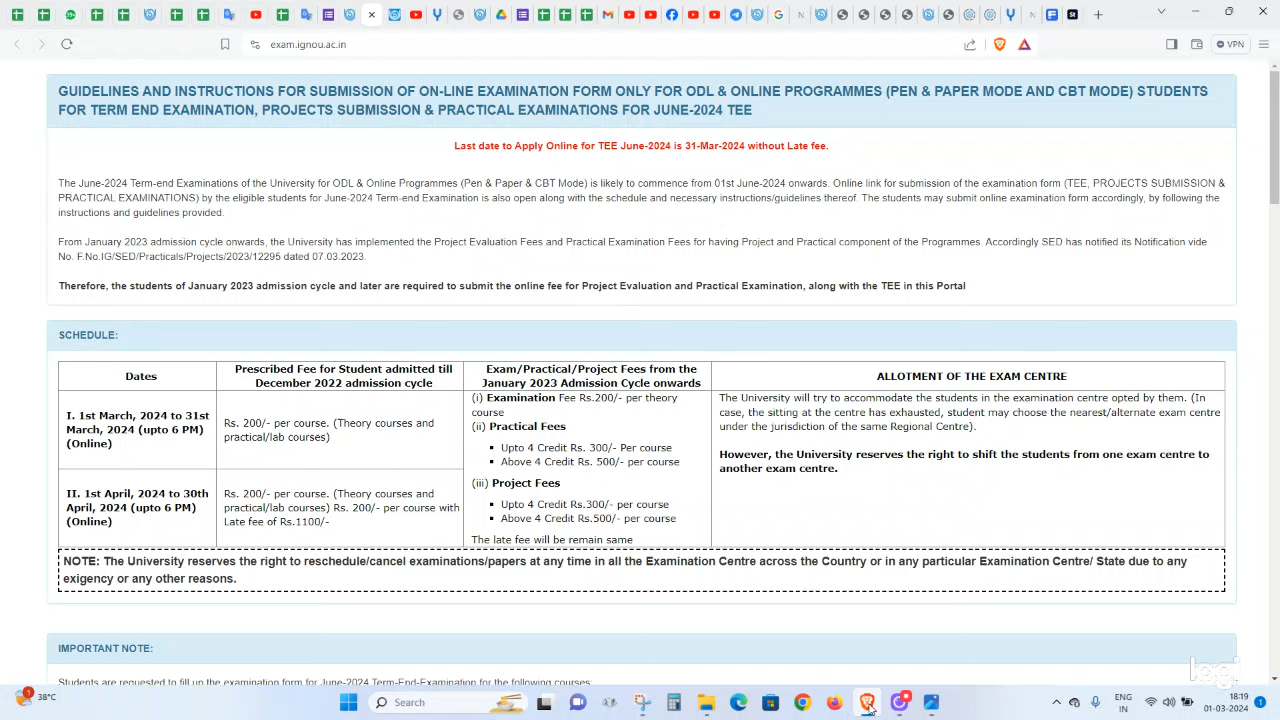 exam.ignou.ac.in
VPN
GUIDELINES AND INSTRUCTIONS FOR SUBMISSION OF ON-LINE EXAMINATION FORM ONLY FOR ODL & ONLINE PROGRAMMES (PEN & PAPER MODE AND CBT MODE) STUDENTS
FOR TERM END EXAMINATION, PROJECTS SUBMISSION & PRACTICAL EXAMINATIONS FOR JUNE-2024 TEE
Last date to Apply Online for TEE June-2024 is 31-Mar-2024 without Late fee.
The June-2024 Term-end Examinations of the University for ODL & Online Programmes (Pen & Paper & CBT Mode) is likely to commence from 01st June-2024 onwards. Online link for submission of the examination form (TEE, PROJECTS SUBMISSION &
PRACTICAL EXAMINATIONS) by the eligible students for June-2024 Term-end Examination is also open along with the schedule and necessary instructions/guidelines thereof. The students may submit online examination form accordingly, by following the
instructions and guidelines provided.
From January 2023 admission cycle onwards, the University has implemented the Project Evaluation Fees and Practical Examination Fees for having Project and Practical component of the Programmes. Accordingly SED has notified its Notification vide
No. F.No.IG/SED/Practicals/Projects/2023/12295 dated 07.03.2023.
Therefore, the students of January 2023 admission cycle and later are required to submit the online fee for Project Evaluation and Practical Examination, along with the TEE in this Portal
SCHEDULE:
Dates
Prescribed Fee for Student admitted till
December 2022 admission cycle
Exam/Practical/Project Fees from the
January 2023 Admission Cycle onwards
ALLOTMENT OF THE EXAM CENTRE
I. 1st March, 2024 to 31st
March, 2024 (upto 6 PM)
(Online)
Rs. 200/- per course. (Theory courses and
practical/lab courses)
II. 1st April, 2024 to 30th
April, 2024 (upto 6 PM)
(Online)
Rs. 200/- per course. (Theory courses and
practical/lab courses) Rs. 200/- per course with
Late fee of Rs.1100/-
(i) Examination Fee Rs.200/- per theory
course
(ii) Practical Fees
▪ Upto 4 Credit Rs. 300/- Per course
▪ Above 4 Credit Rs. 500/- per course
(iii) Project Fees
▪ Upto 4 Credit Rs.300/- per course
▪ Above 4 Credit Rs.500/- per course
The late fee will be remain same
The University will try to accommodate the students in the examination centre opted by them. (In
case, the sitting at the centre has exhausted, student may choose the nearest/alternate exam centre
under the jurisdiction of the same Regional Centre).
However, the University reserves the right to shift the students from one exam centre to
another exam centre.
NOTE: The University reserves the right to reschedule/cancel examinations/papers at any time in all the Examination Centre across the Country or in any particular Examination Centre/ State due to any
exigency or any other reasons.
IMPORTANT NOTE:
Students are requested to fill up the examination form for June-2024 Term-End-Examination for the following courses:
38°C
Search
ENG
IN
18:19
01-03-2024